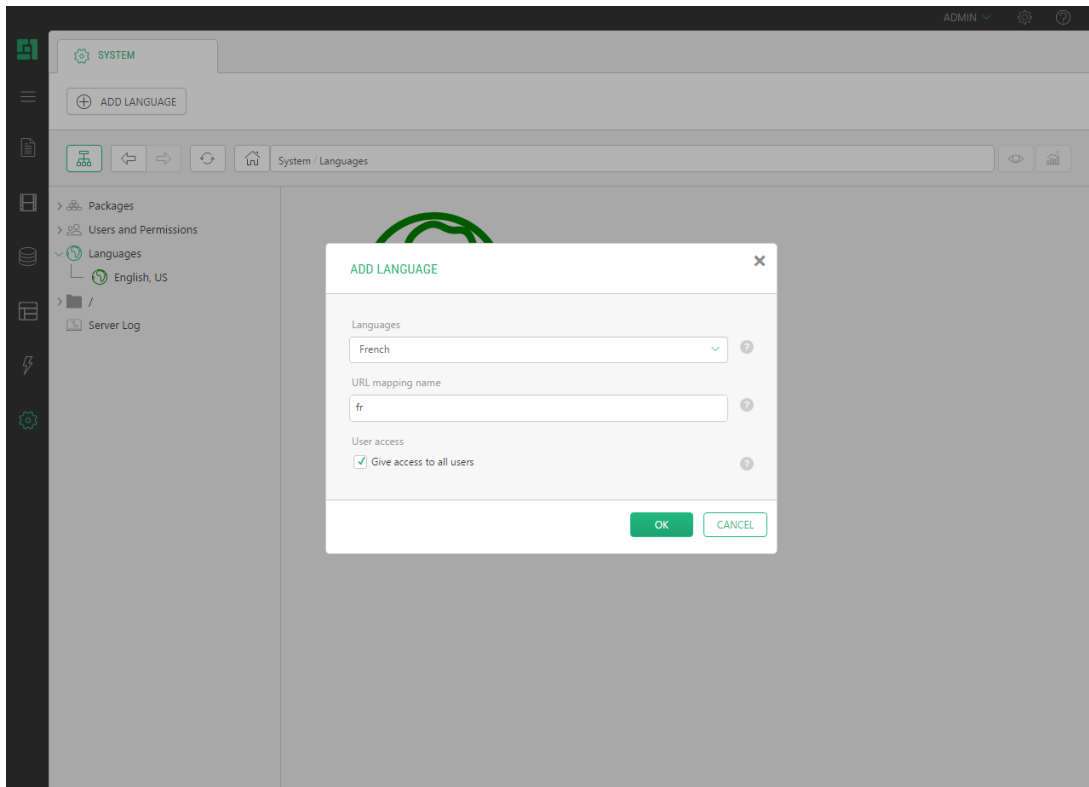 ADMIN
SYSTEM
ADD LANGUAGE
System / Languages
Packages
Users and Permissions
Languages
English, US
/
Server Log
ADD LANGUAGE
Languages
French
URL mapping name
fr
User access
Give access to all users
OK CANCEL